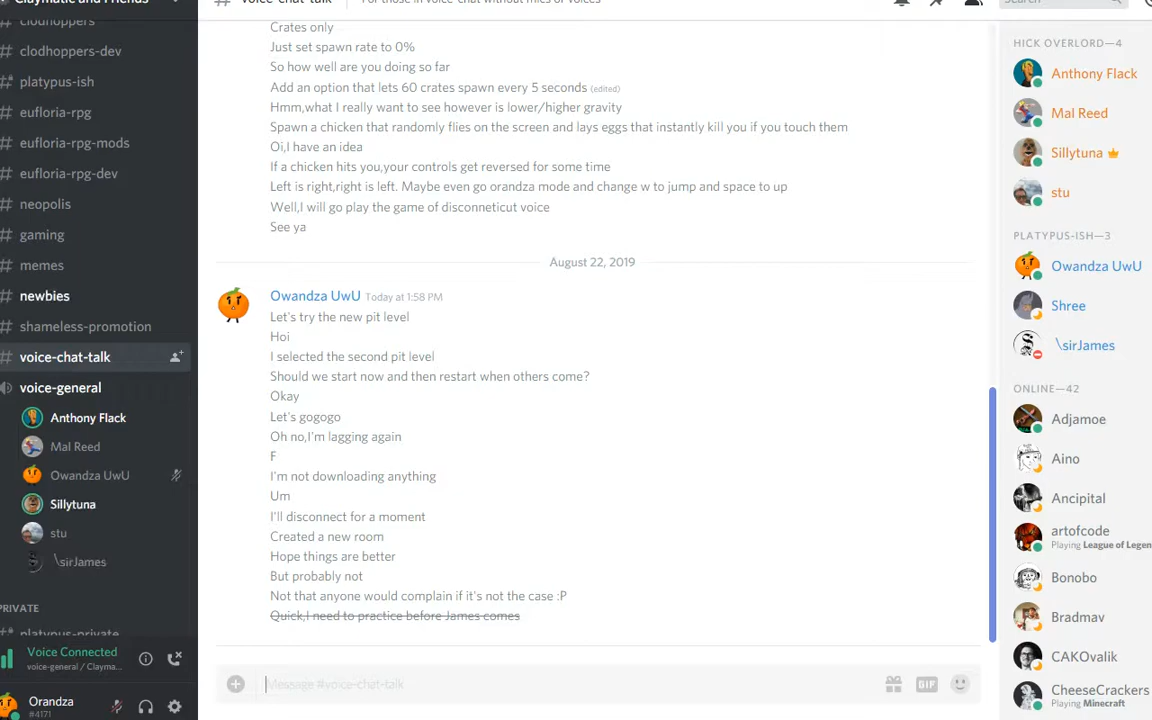 Claymatic and Friends
voice-chat-talk
For those in voice-chat without mics or voices
Search
clodhoppers
clodhoppers-dev
platypus-ish
eufloria-rpg
eufloria-rpg-mods
eufloria-rpg-dev
neopolis
gaming
memes
newbies
shameless-promotion
voice-chat-talk
voice-general
Anthony Flack
Mal Reed
Owandza UwU
Sillytuna
stu
\sirJames
PRIVATE
platypus-private
Voice Connected
voice-general / Clayma...
Orandza
#4171
Crates only
Just set spawn rate to 0%
So how well are you doing so far
Add an option that lets 60 crates spawn every 5 seconds (edited)
Hmm,what I really want to see however is lower/higher gravity
Spawn a chicken that randomly flies on the screen and lays eggs that instantly kill you if you touch them
Oi,I have an idea
If a chicken hits you,your controls get reversed for some time
Left is right,right is left. Maybe even go orandza mode and change w to jump and space to up
Well,I will go play the game of disconneticut voice
See ya
August 22, 2019
Owandza UwU Today at 1:58 PM
Let's try the new pit level
Hoi
I selected the second pit level
Should we start now and then restart when others come?
Okay
Let's gogogo
Oh no,I'm lagging again
F
I'm not downloading anything
Um
I'll disconnect for a moment
Created a new room
Hope things are better
But probably not
Not that anyone would complain if it's not the case :P
Quick,I need to practice before James comes
Message #voice-chat-talk
GIF
HICK OVERLORD—4
Anthony Flack
Mal Reed
Sillytuna
stu
PLATYPUS-ISH—3
Owandza UwU
Shree
\sirJames
ONLINE—42
Adjamoe
Aino
Ancipital
artofcode
Playing League of Legen
Bonobo
Bradmav
CAKOvalik
CheeseCrackers
Playing Minecraft